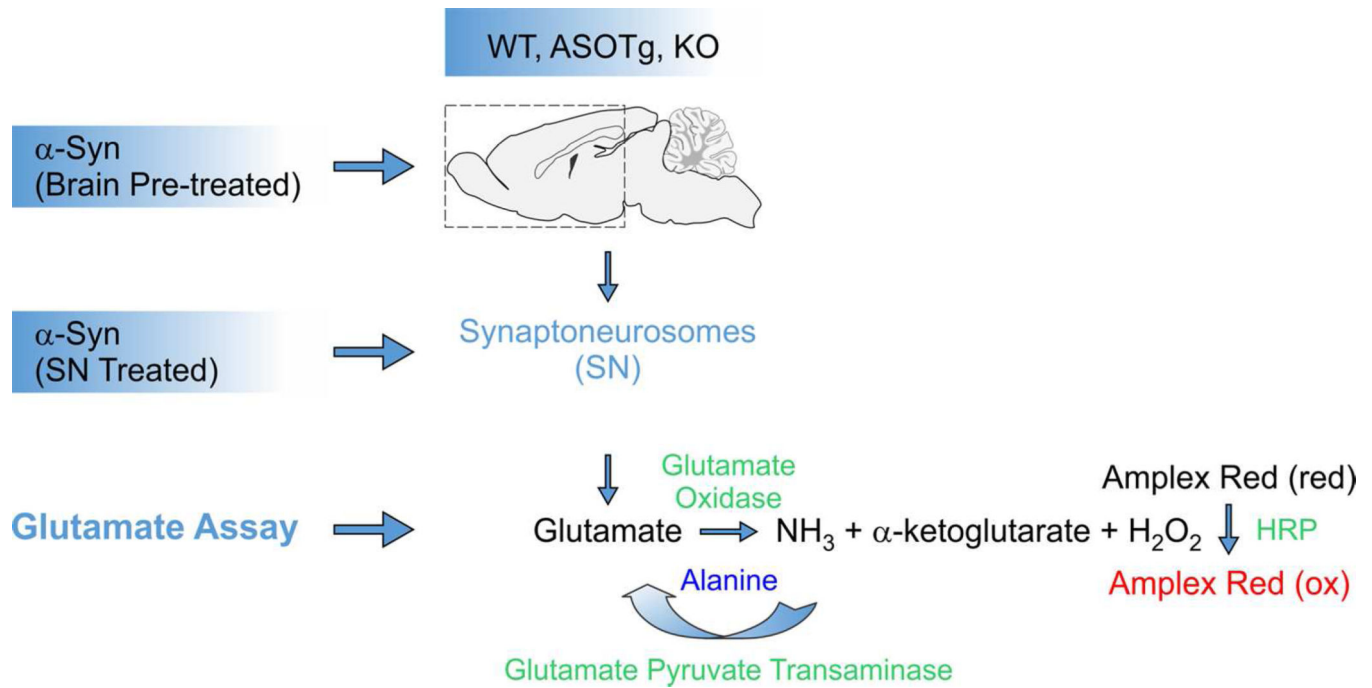 WT, ASOTg, KO
α-Syn
(Brain Pre-treated)
α-Syn
(SN Treated)
Synaptoneurosomes
(SN)
Glutamate Assay
Glutamate
Oxidase
Amplex Red (red)
Glutamate
NH3 + α-ketoglutarate + H2O2
HRP
Alanine
Amplex Red (ox)
Glutamate Pyruvate Transaminase